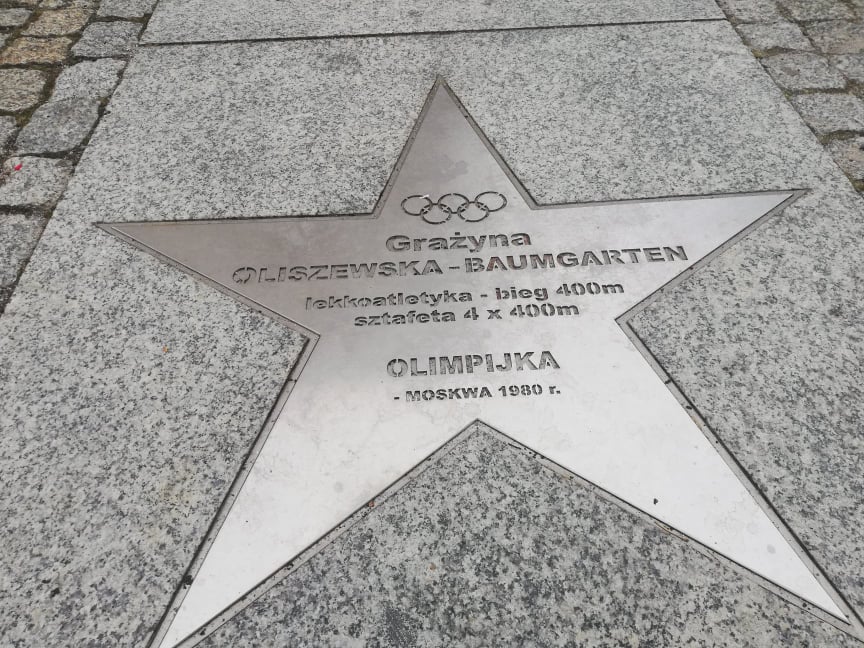 Grażyna
OLISZEWSKA - BAUMGARTEN
lekkoatletyka - bieg 400m
sztafeta 4 x 400m
OLIMPIJKA
- MOSKWA 1980 r.